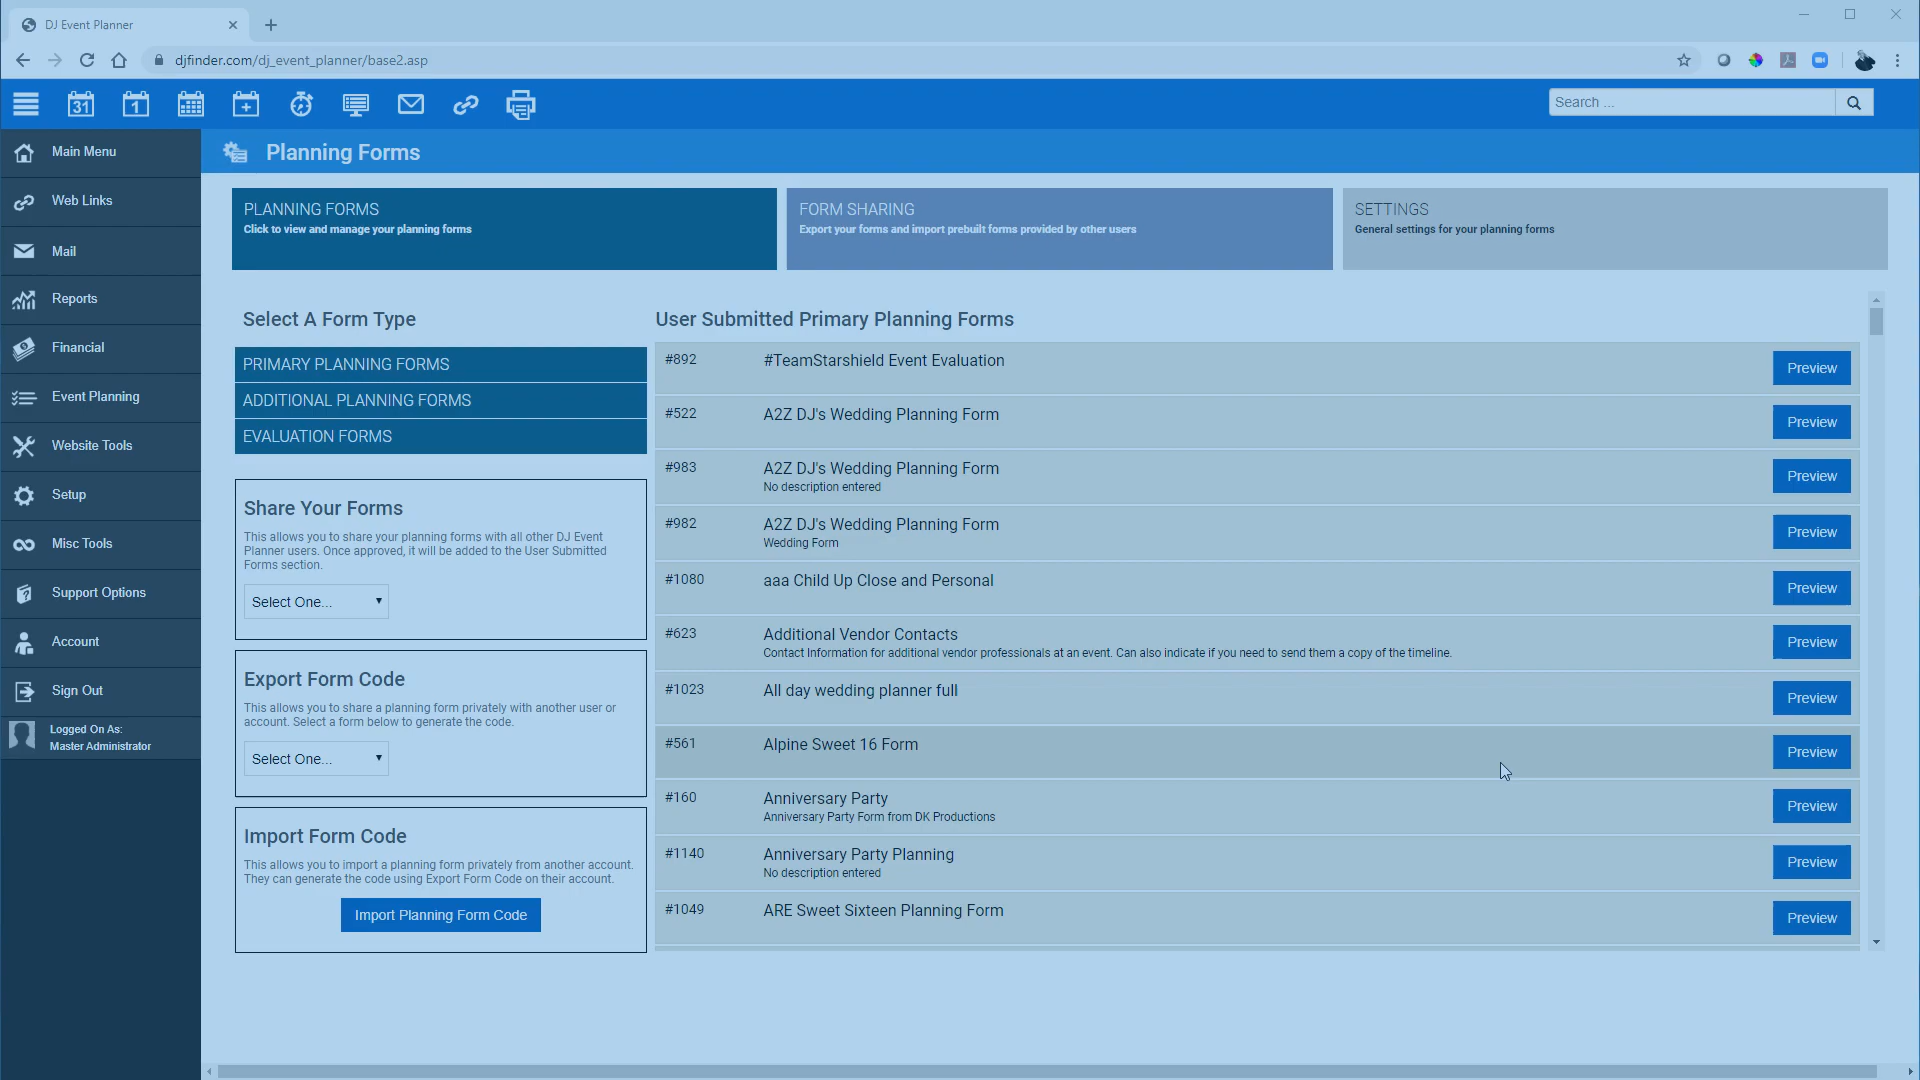 DJ Event Planner
djfinder.com/dj_event_planner/base2.asp
31
1
Search ...
Main Menu
Web Links
Mail
Reports
Financial
Event Planning
Website Tools
Setup
Misc Tools
Support Options
Account
Sign Out
Logged On As:
Master Administrator
Planning Forms
PLANNING FORMS
Click to view and manage your planning forms
FORM SHARING
Export your forms and import prebuilt forms provided by other users
SETTINGS
General settings for your planning forms
Select A Form Type
PRIMARY PLANNING FORMS
ADDITIONAL PLANNING FORMS
EVALUATION FORMS
Share Your Forms
This allows you to share your planning forms with all other DJ Event
Planner users. Once approved, it will be added to the User Submitted
Forms section.
Select One...
Export Form Code
This allows you to share a planning form privately with another user or
account. Select a form below to generate the code.
Select One...
Import Form Code
This allows you to import a planning form privately from another account.
They can generate the code using Export Form Code on their account.
Import Planning Form Code
User Submitted Primary Planning Forms
#892 #TeamStarshield Event Evaluation Preview
#522 A2Z DJ's Wedding Planning Form Preview
#983 A2Z DJ's Wedding Planning Form Preview
No description entered
#982 A2Z DJ's Wedding Planning Form Preview
Wedding Form
#1080 aaa Child Up Close and Personal Preview
#623 Additional Vendor Contacts Preview
Contact Information for additional vendor professionals at an event. Can also indicate if you need to send them a copy of the timeline.
#1023 All day wedding planner full Preview
#561 Alpine Sweet 16 Form Preview
#160 Anniversary Party Preview
Anniversary Party Form from DK Productions
#1140 Anniversary Party Planning Preview
No description entered
#1049 ARE Sweet Sixteen Planning Form Preview